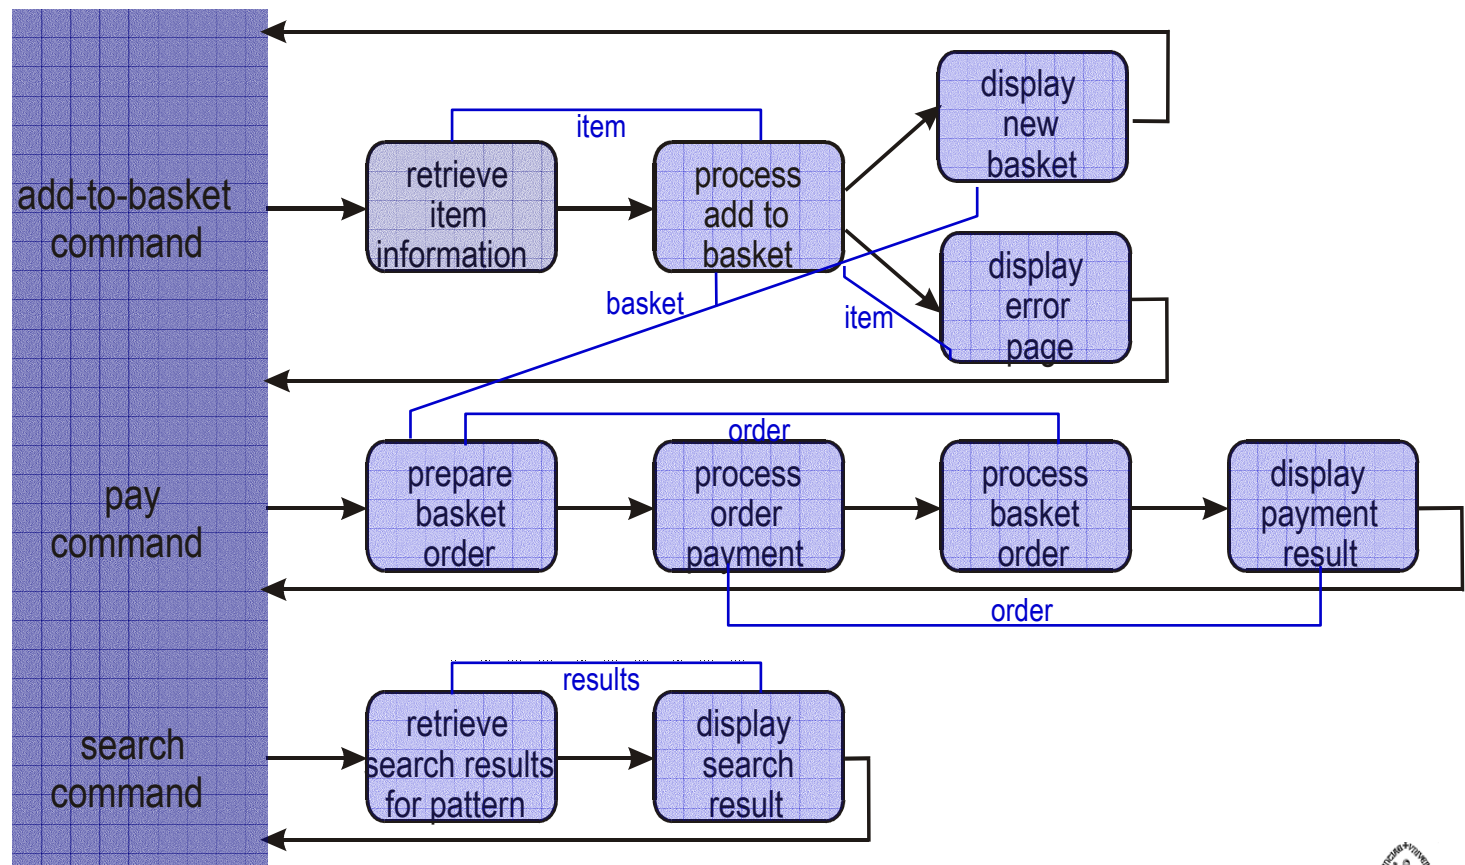 add-to-basket
command
retrieve
item
information
item
process
add to
basket
display
new
basket
basket
item
display
error
page
pay
command
prepare
basket
order
order
process
order
payment
process
basket
order
display
payment
result
order
search
command
retrieve
search results
for pattern
results
display
search
result